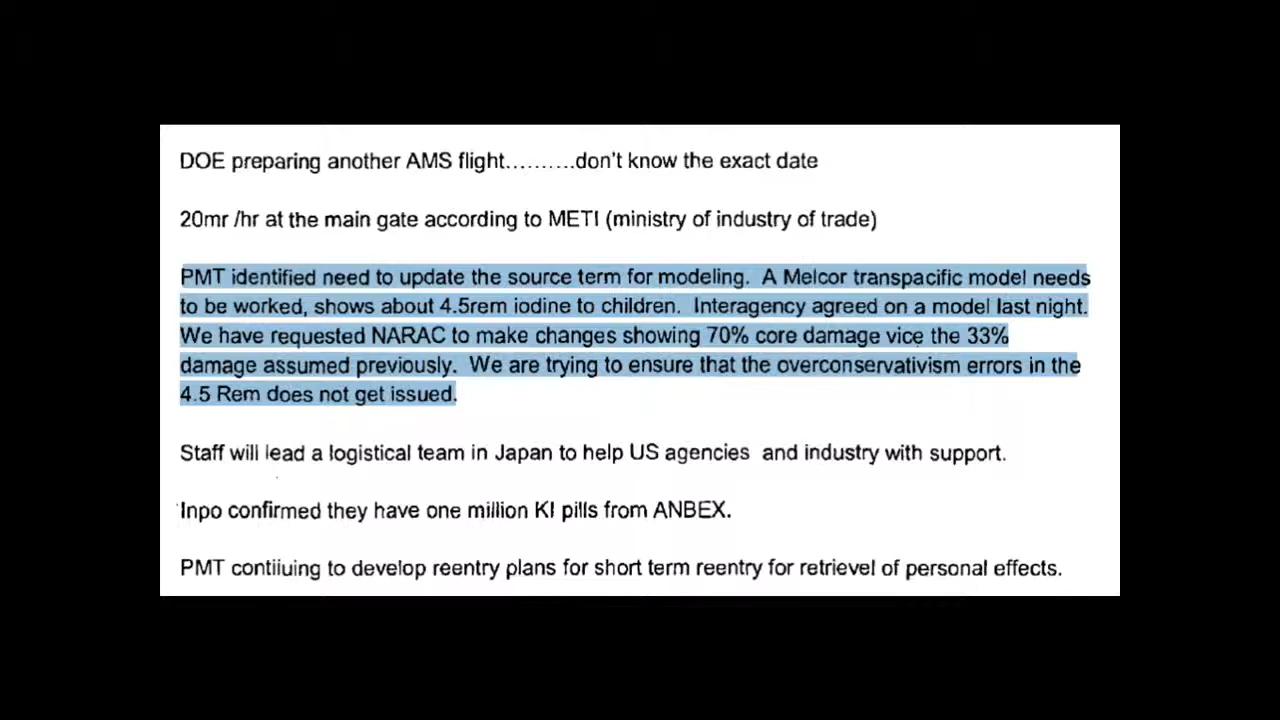 DOE preparing another AMS flight..........don't know the exact date
20mr /hr at the main gate according to METI (ministry of industry of trade)
PMT identified need to update the source term for modeling.  A Melcor transpacific model needs
to be worked, shows about 4.5rem iodine to children.  Interagency agreed on a model last night.
We have requested NARAC to make changes showing 70% core damage vice the 33%
damage assumed previously.  We are trying to ensure that the overconservativism errors in the
4.5 Rem does not get issued.
Staff will lead a logistical team in Japan to help US agencies  and industry with support.
Inpo confirmed they have one million KI pills from ANBEX.
PMT contiiuing to develop reentry plans for short term reentry for retrievel of personal effects.